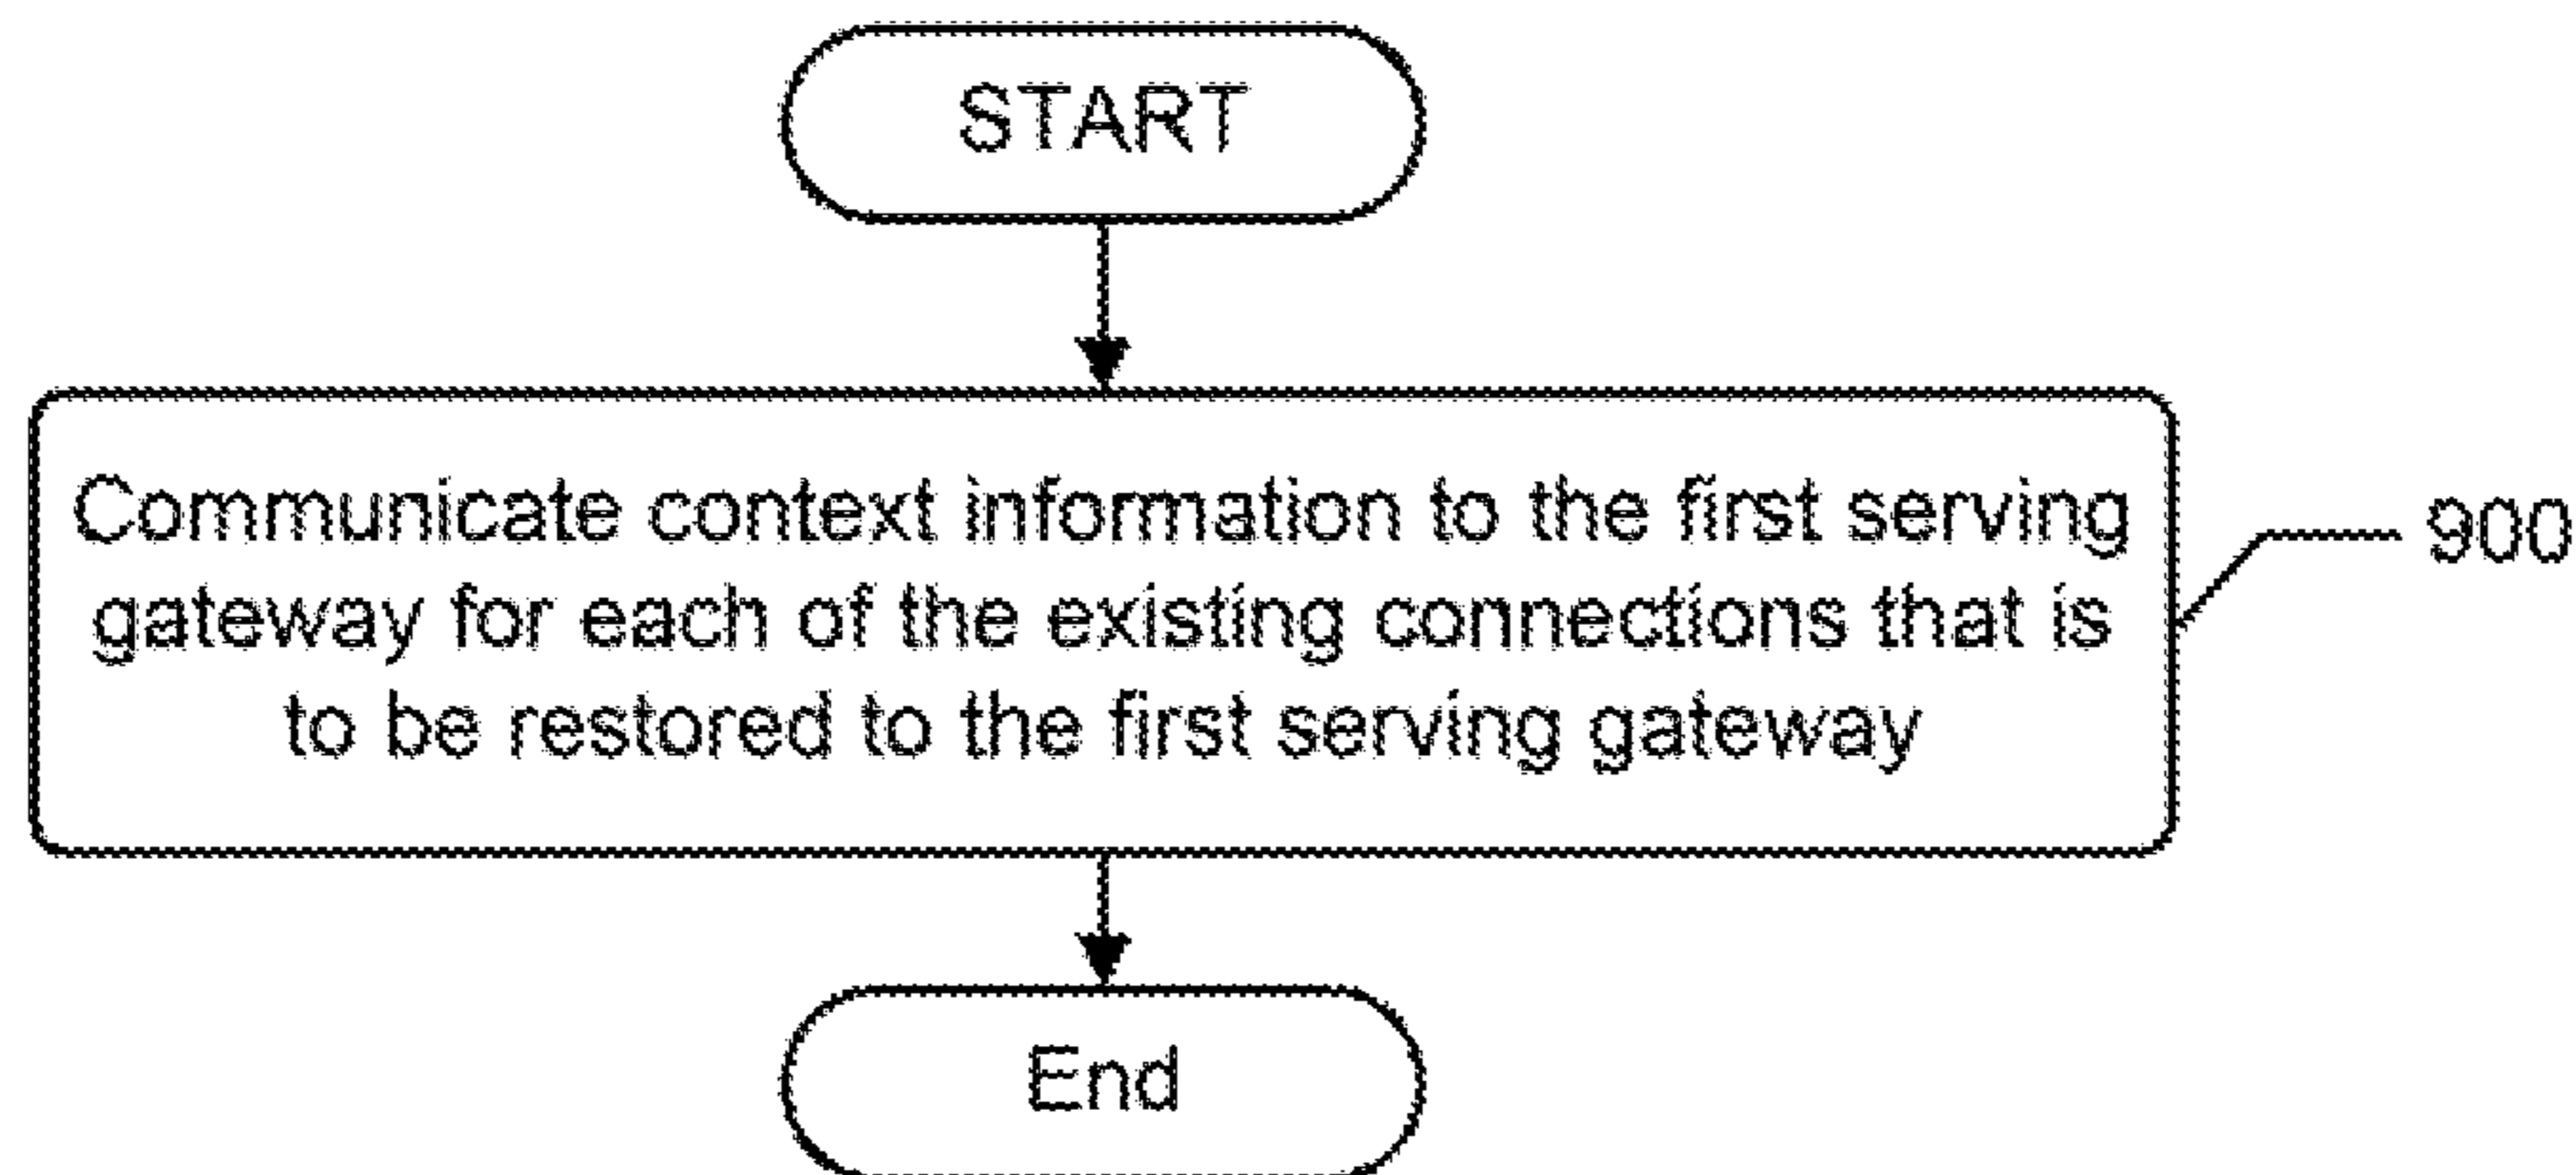 START
Communicate context information to the first serving
gateway for each of the existing connections that is
to be restored to the first serving gateway
900
End